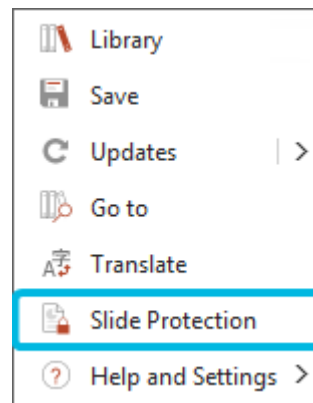 Library
Save
Updates
Go to
Translate
Slide Protection
Help and Settings